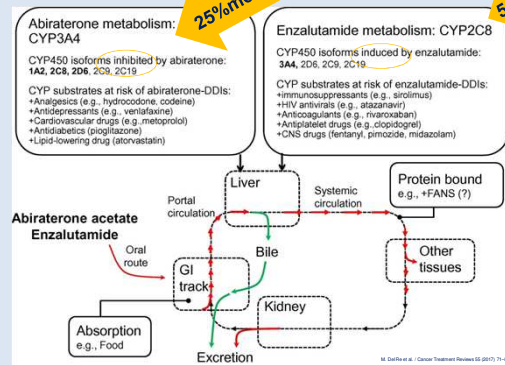 Abiraterone metabolism:
CYP3A4
CYP450 isoforms inhibited by abiraterone:
1A2, 2C8, 2D6, 2C9, 2C19
CYP substrates at risk of abiraterone-DDIs:
+Analgesics (e.g., hydrocodone, codeine)
+Antidepressants (e.g., venlafaxine)
+Cardiovascular drugs (e.g.,metoprolol)
+Antidiabetics (pioglitazone)
+Lipid-lowering drug (atorvastatin)
25%
Enzalutamide metabolism: CYP2C8
CYP450 isoforms induced by enzalutamide:
3A4, 2D6, 2C9, 2C19
CYP substrates at risk of enzalutamide-DDIs:
+immunosuppressants (e.g., sirolimus)
+HIV antivirals (e.g., atazanavir)
+Anticoagulants (e.g., rivaroxaban)
+Antiplatelet drugs (e.g.,clopidogrel)
+CNS drugs (fentanyl, pimozide, midazolam)
Liver
Portal
circulation
Systemic
circulation
Protein bound
e.g., +FANS (?)
Abiraterone acetate
Enzalutamide
Oral
route
Bile
GI
track
Other
tissues
Kidney
Absorption
e.g., Food
Excretion
M. Del Re et al. / Cancer Treatment Reviews 55 (2017) 71–